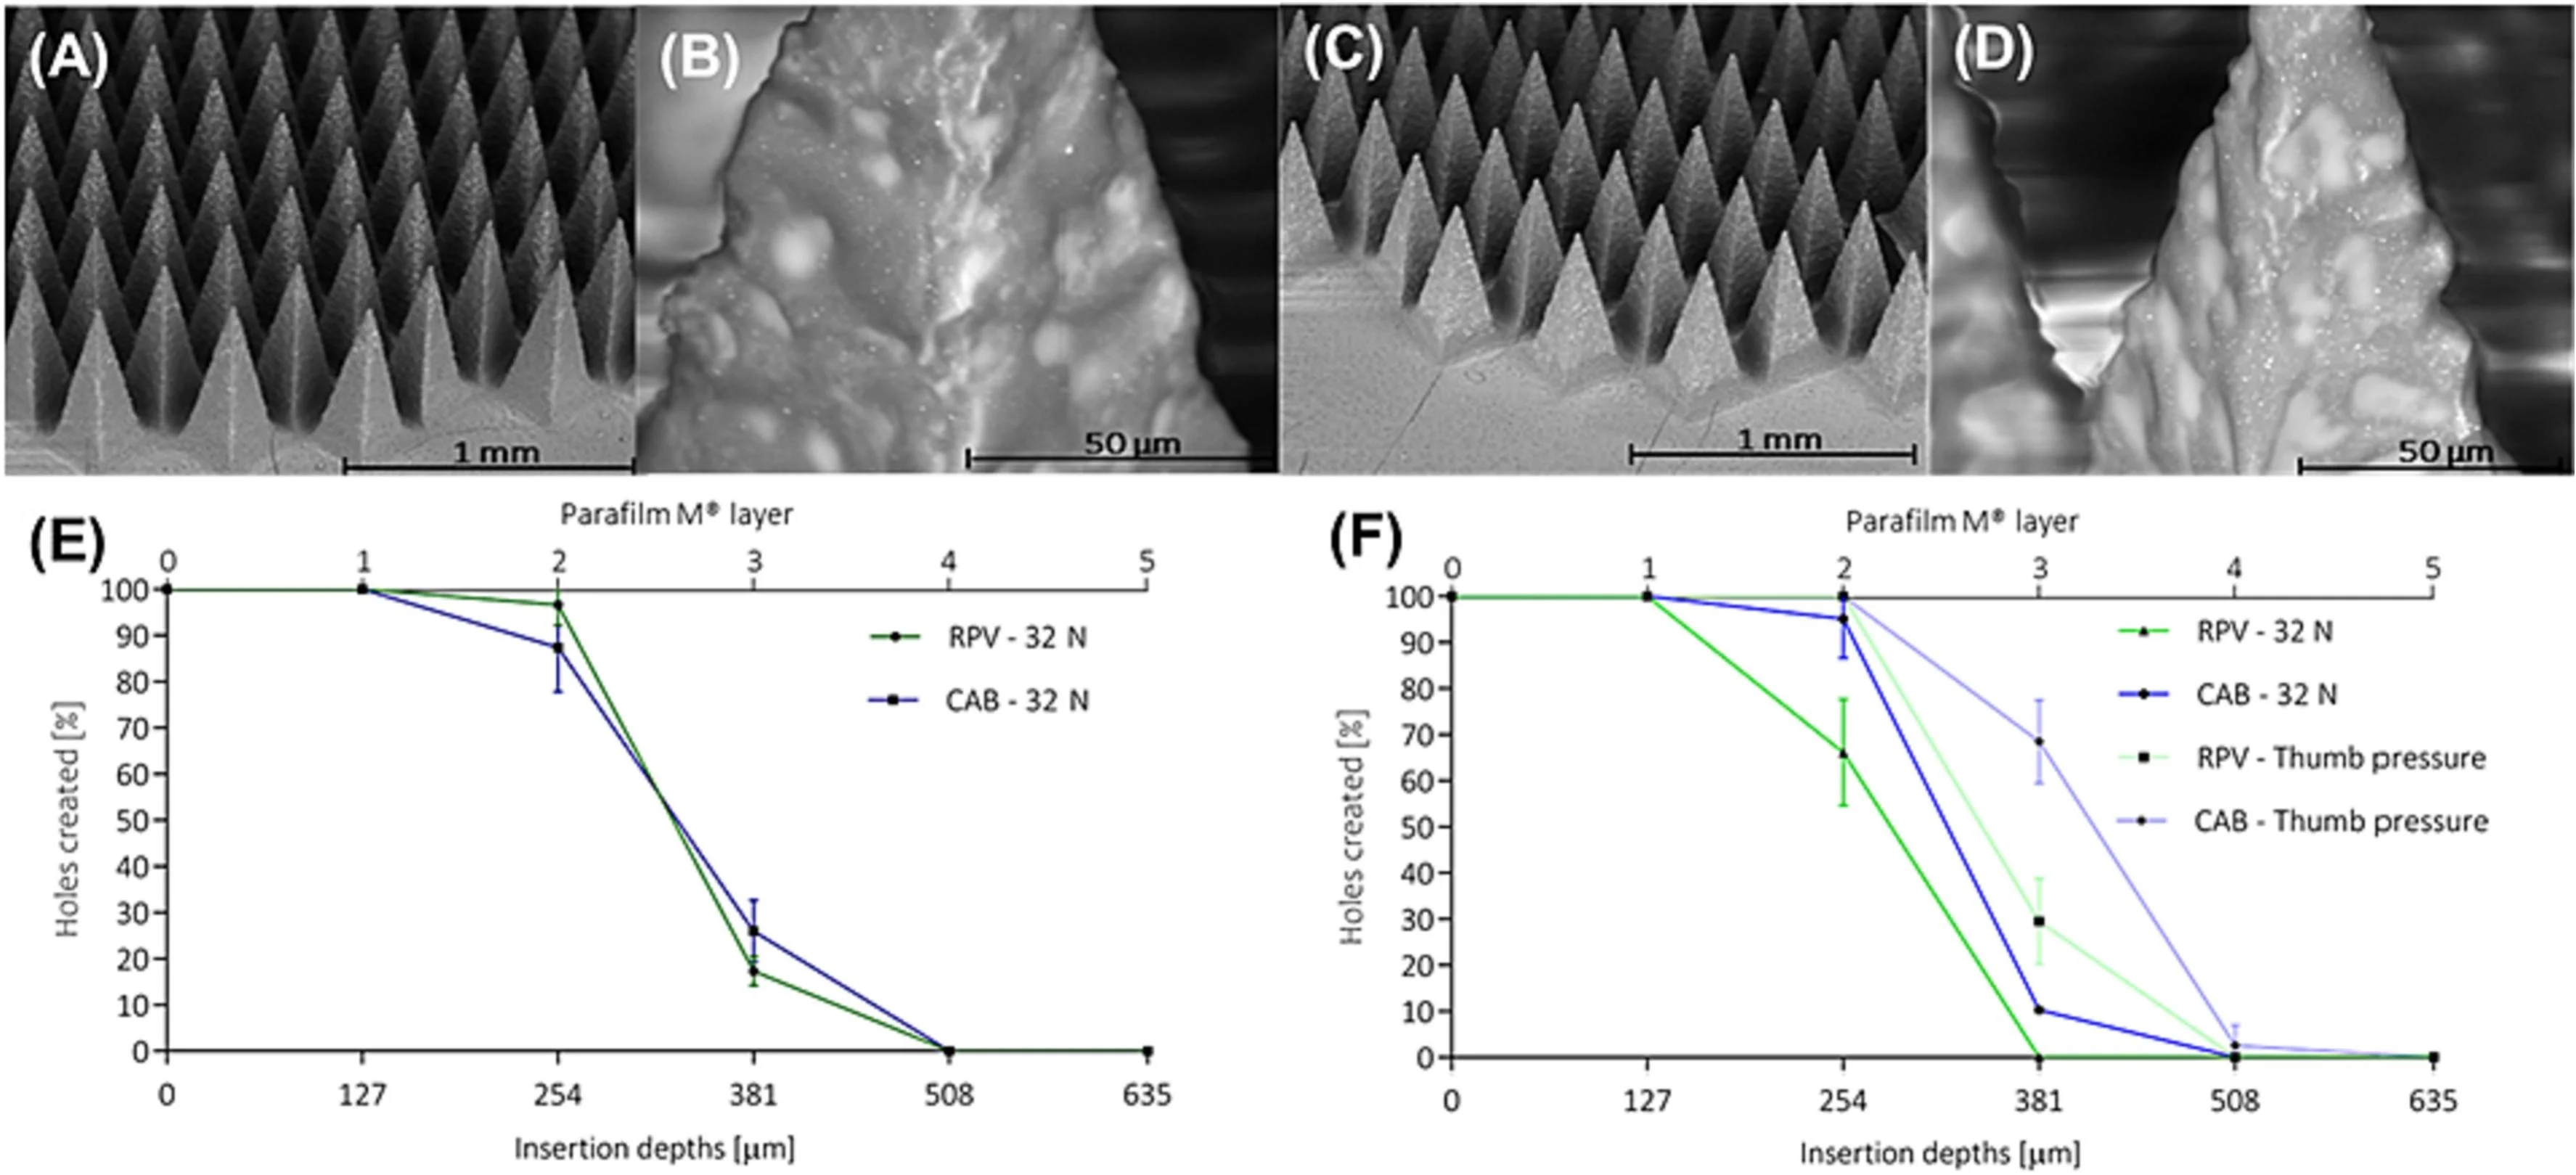 (A)
1 mm
(B)
50 µm
(C)
1 mm
(D)
50 µm
(E)
Parafilm M® layer
0 1 2 3 4 5
Holes created [%]
100
90
80
70
60
50
40
30
20
10
0
RPV - 32 N
CAB - 32 N
0 127 254 381 508 635
Insertion depths [µm]
(F)
Parafilm M® layer
0 1 2 3 4 5
Holes created [%]
100
90
80
70
60
50
40
30
20
10
0
RPV - 32 N
CAB - 32 N
RPV - Thumb pressure
CAB - Thumb pressure
0 127 254 381 508 635
Insertion depths [µm]